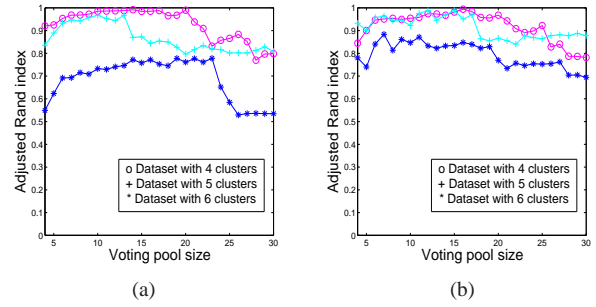 Adjusted Rand index
1
0.9
0.8
0.7
0.6
0.5
0.4
0.3
0.2
0.1
0
o Dataset with 4 clusters
+ Dataset with 5 clusters
* Dataset with 6 clusters
5 10 15 20 25 30
Voting pool size
(a)
Adjusted Rand index
1
0.9
0.8
0.7
0.6
0.5
0.4
0.3
0.2
0.1
0
o Dataset with 4 clusters
+ Dataset with 5 clusters
* Dataset with 6 clusters
5 10 15 20 25 30
Voting pool size
(b)